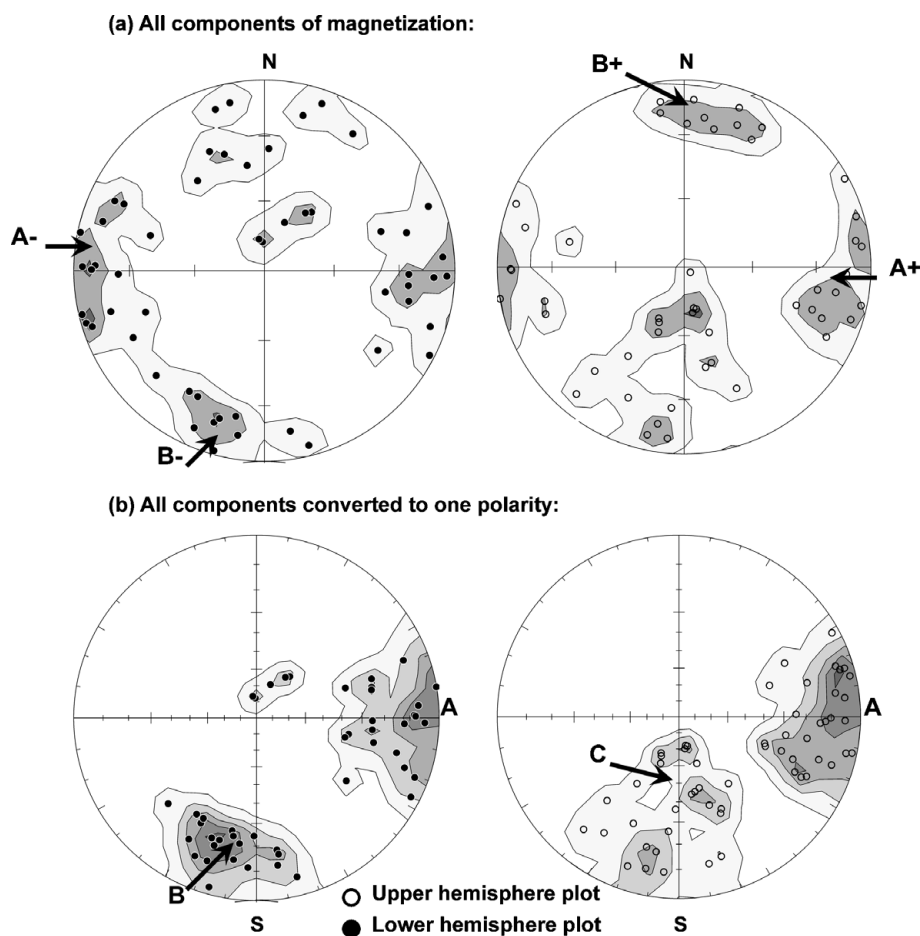 (a) All components of magnetization:
N
B+
N
A-
A+
B-
(b) All components converted to one polarity:
A
A
C
B
S
S
Upper hemisphere plot
Lower hemisphere plot